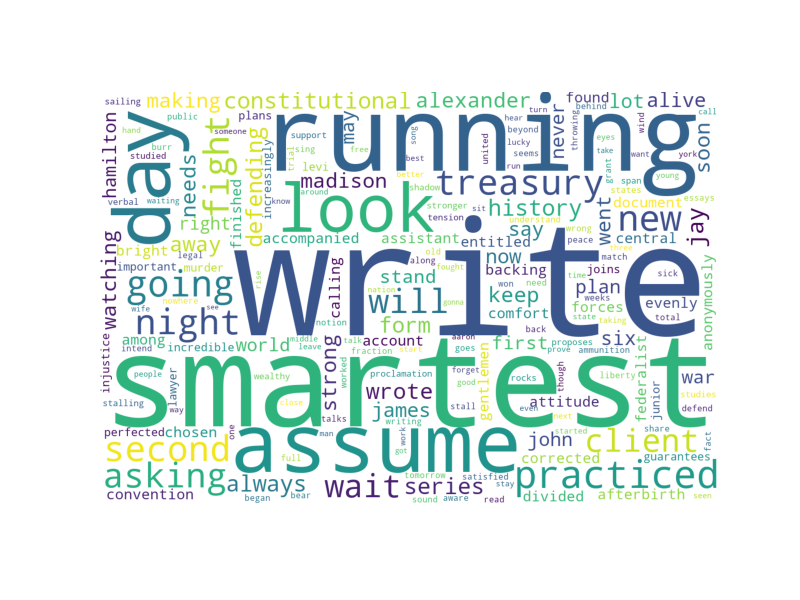 sailing making constitutional alexander found lot alive
hand public plans running behind turn call
hamilton burr someone support song may never hear beyond throwing eyes wind soon
studied verbal waiting day fight defending increasingly sing trial free best united lucky seems run take want york
needs levi better around shadow grant young
madison treasury states essays
look stronger sit span document new jay
right finished know tension understand wrong
bright away accompanied assistant history say went central
watching important legal murder old entitled peace three
going write stand along fought now backing match sick
injustice nowhere rise calling won need plan time evenly
wife see nation gonna will keep comfort weeks state total
night notion aaron goes back taking
among form first six forces
incredible world middle talk account proposes prove ammunition anonymously
people intend lawyer leave fraction start forget rocks liberty
stalling wealthy worked proclamation good though
way strong smartest talks stall even gentlemen attitude federalist war studies
close writing next junior defend
perfected chosen one man james wrote started john share fact
second work got assume client guarantees
full satisfied corrected
asking always tomorrow stay practiced
convention began bear wait series divided afterbirth seen
sound aware read